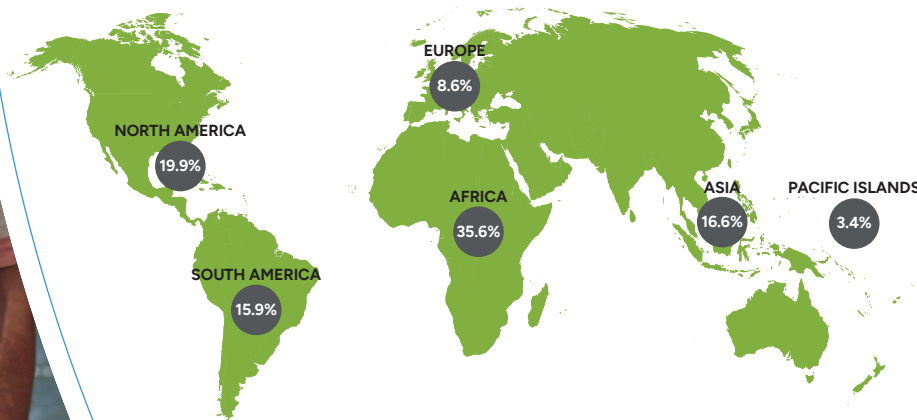 EUROPE
8.6%
NORTH AMERICA
19.9%
AFRICA
35.6%
ASIA
16.6%
PACIFIC ISLANDS
3.4%
SOUTH AMERICA
15.9%